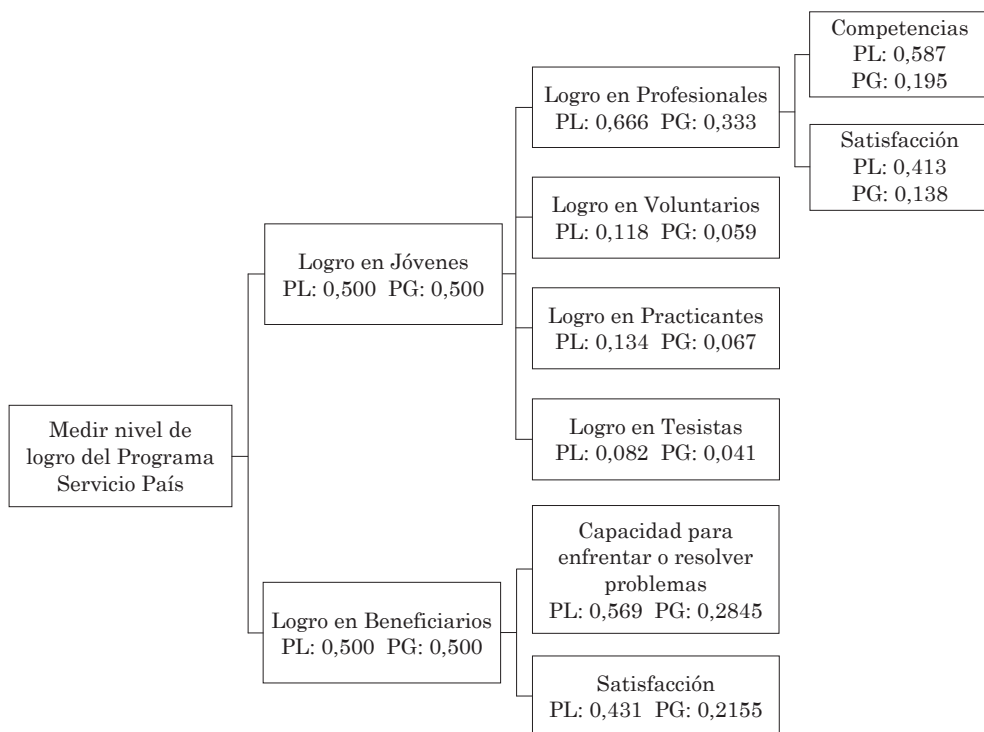 Medir nivel de
logro del Programa
Servicio País
Logro en Jóvenes
PL: 0,500 PG: 0,500
Logro en Profesionales
PL: 0,666 PG: 0,333
Competencias
PL: 0,587
PG: 0,195
Satisfacción
PL: 0,413
PG: 0,138
Logro en Voluntarios
PL: 0,118 PG: 0,059
Logro en Practicantes
PL: 0,134 PG: 0,067
Logro en Tesistas
PL: 0,082 PG: 0,041
Logro en Beneficiarios
PL: 0,500 PG: 0,500
Capacidad para
enfrentar o resolver
problemas
PL: 0,569 PG: 0,2845
Satisfacción
PL: 0,431 PG: 0,2155